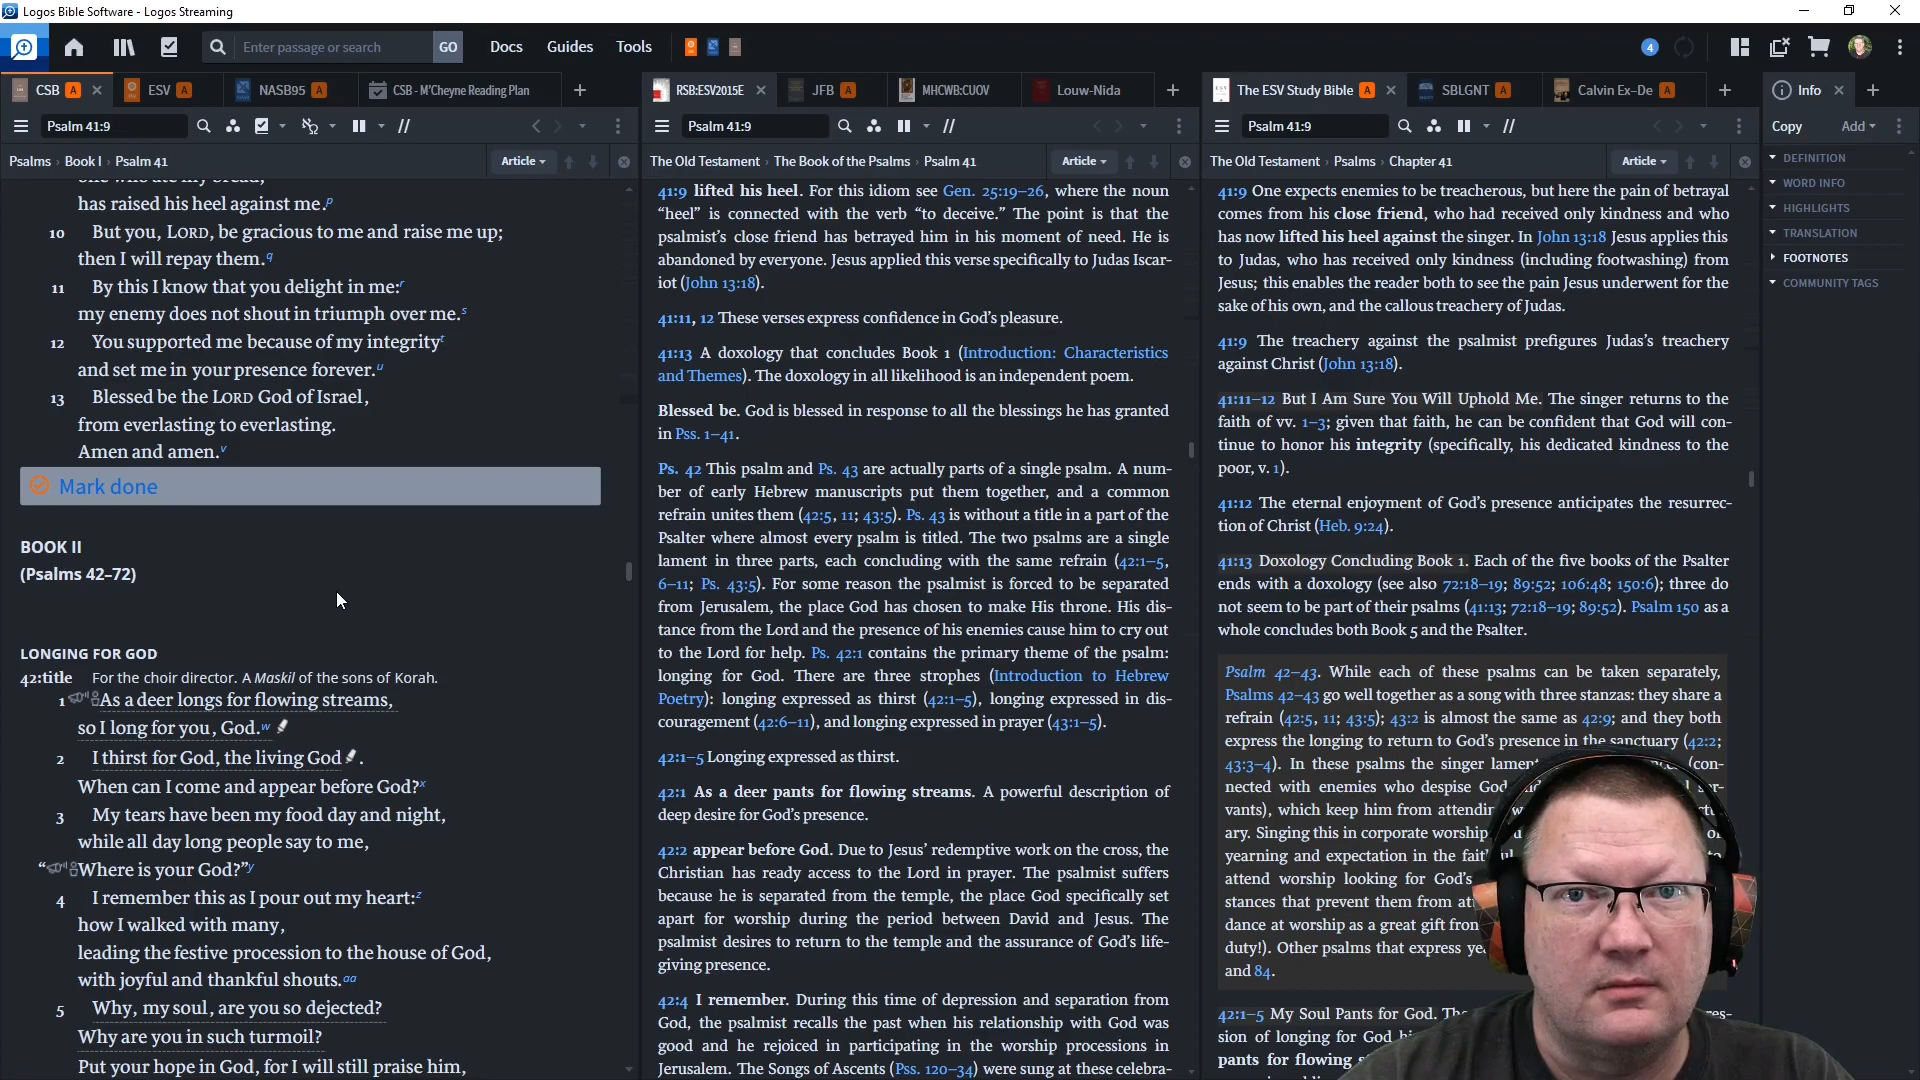 Logos Bible Software - Logos Streaming
Enter passage or search
GO
Docs
Guides
Tools
4
CSB A
ESV A
NASB95 A
CSB - M'Cheyne Reading Plan
Psalm 41:9
Psalms › Book I › Psalm 41
Article
has raised his heel against me.p
10 But you, LORD, be gracious to me and raise me up;
then I will repay them.q
11 By this I know that you delight in me:r
my enemy does not shout in triumph over me.s
12 You supported me because of my integrityt
and set me in your presence forever.u
13 Blessed be the LORD God of Israel,
from everlasting to everlasting.
Amen and amen.v
Mark done
BOOK II
(Psalms 42–72)
LONGING FOR GOD
42:title For the choir director. A Maskil of the sons of Korah.
1 As a deer longs for flowing streams,
so I long for you, God.w
2 I thirst for God, the living God.
When can I come and appear before God?x
3 My tears have been my food day and night,
while all day long people say to me,
“Where is your God?”y
4 I remember this as I pour out my heart:z
how I walked with many,
leading the festive procession to the house of God,
with joyful and thankful shouts.aa
5 Why, my soul, are you so dejected?
Why are you in such turmoil?
Put your hope in God, for I will still praise him,
RSB:ESV2015E
JFB A
MHCWB:CUOV
Louw-Nida
Psalm 41:9
The Old Testament › The Book of the Psalms › Psalm 41
Article
41:9 lifted his heel. For this idiom see Gen. 25:19–26, where the noun
“heel” is connected with the verb “to deceive.” The point is that the
psalmist’s close friend has betrayed him in his moment of need. He is
abandoned by everyone. Jesus applied this verse specifically to Judas Iscar-
iot (John 13:18).
41:11, 12 These verses express confidence in God’s pleasure.
41:13 A doxology that concludes Book 1 (Introduction: Characteristics
and Themes). The doxology in all likelihood is an independent poem.
Blessed be. God is blessed in response to all the blessings he has granted
in Pss. 1–41.
Ps. 42 This psalm and Ps. 43 are actually parts of a single psalm. A num-
ber of early Hebrew manuscripts put them together, and a common
refrain unites them (42:5, 11; 43:5). Ps. 43 is without a title in a part of the
Psalter where almost every psalm is titled. The two psalms are a single
lament in three parts, each concluding with the same refrain (42:1–5,
6–11; Ps. 43:5). For some reason the psalmist is forced to be separated
from Jerusalem, the place God has chosen to make His throne. His dis-
tance from the Lord and the presence of his enemies cause him to cry out
to the Lord for help. Ps. 42:1 contains the primary theme of the psalm:
longing for God. There are three strophes (Introduction to Hebrew
Poetry): longing expressed as thirst (42:1–5), longing expressed in dis-
couragement (42:6–11), and longing expressed in prayer (43:1–5).
42:1–5 Longing expressed as thirst.
42:1 As a deer pants for flowing streams. A powerful description of
deep desire for God’s presence.
42:2 appear before God. Due to Jesus’ redemptive work on the cross, the
Christian has ready access to the Lord in prayer. The psalmist suffers
because he is separated from the temple, the place God specifically set
apart for worship during the period between David and Jesus. The
psalmist desires to return to the temple and the assurance of God’s life-
giving presence.
42:4 I remember. During this time of depression and separation from
God, the psalmist recalls the past when his relationship with God was
good and he rejoiced in participating in the worship processions in
Jerusalem. The Songs of Ascents (Pss. 120–34) were sung at these celebra-
The ESV Study Bible A
SBLGNT A
Calvin Ex–De A
Psalm 41:9
The Old Testament › Psalms › Chapter 41
Article
41:9 One expects enemies to be treacherous, but here the pain of betrayal
comes from his close friend, who had received only kindness and who
has now lifted his heel against the singer. In John 13:18 Jesus applies this
to Judas, who has received only kindness (including footwashing) from
Jesus; this enables the reader both to see the pain Jesus underwent for the
sake of his own, and the callous treachery of Judas.
41:9 The treachery against the psalmist prefigures Judas’s treachery
against Christ (John 13:18).
41:11–12 But I Am Sure You Will Uphold Me. The singer returns to the
faith of vv. 1–3; given that faith, he can be confident that God will con-
tinue to honor his integrity (specifically, his dedicated kindness to the
poor, v. 1).
41:12 The eternal enjoyment of God’s presence anticipates the resurrec-
tion of Christ (Heb. 9:24).
41:13 Doxology Concluding Book 1. Each of the five books of the Psalter
ends with a doxology (see also 72:18–19; 89:52; 106:48; 150:6); three do
not seem to be part of their psalms (41:13; 72:18–19; 89:52). Psalm 150 as a
whole concludes both Book 5 and the Psalter.
Psalm 42–43. While each of these psalms can be taken separately,
Psalms 42–43 go well together as a song with three stanzas: they share a
refrain (42:5, 11; 43:5); 43:2 is almost the same as 42:9; and they both
express the longing to return to God’s presence in the sanctuary (42:2;
43:3–4). In these psalms the singer lament (con-
nected with enemies who despise God
vants), which keep him from attendin
ary. Singing this in corporate worship
yearning and expectation in the fait
attend worship looking for God’s
stances that prevent them from
dance at worship as a great gift
duty!). Other psalms that express
and 84.
42:1–5 My Soul Pants for God.
sion of longing for God
pants for flowing
Info
Copy
Add
DEFINITION
WORD INFO
HIGHLIGHTS
TRANSLATION
FOOTNOTES
COMMUNITY TAGS